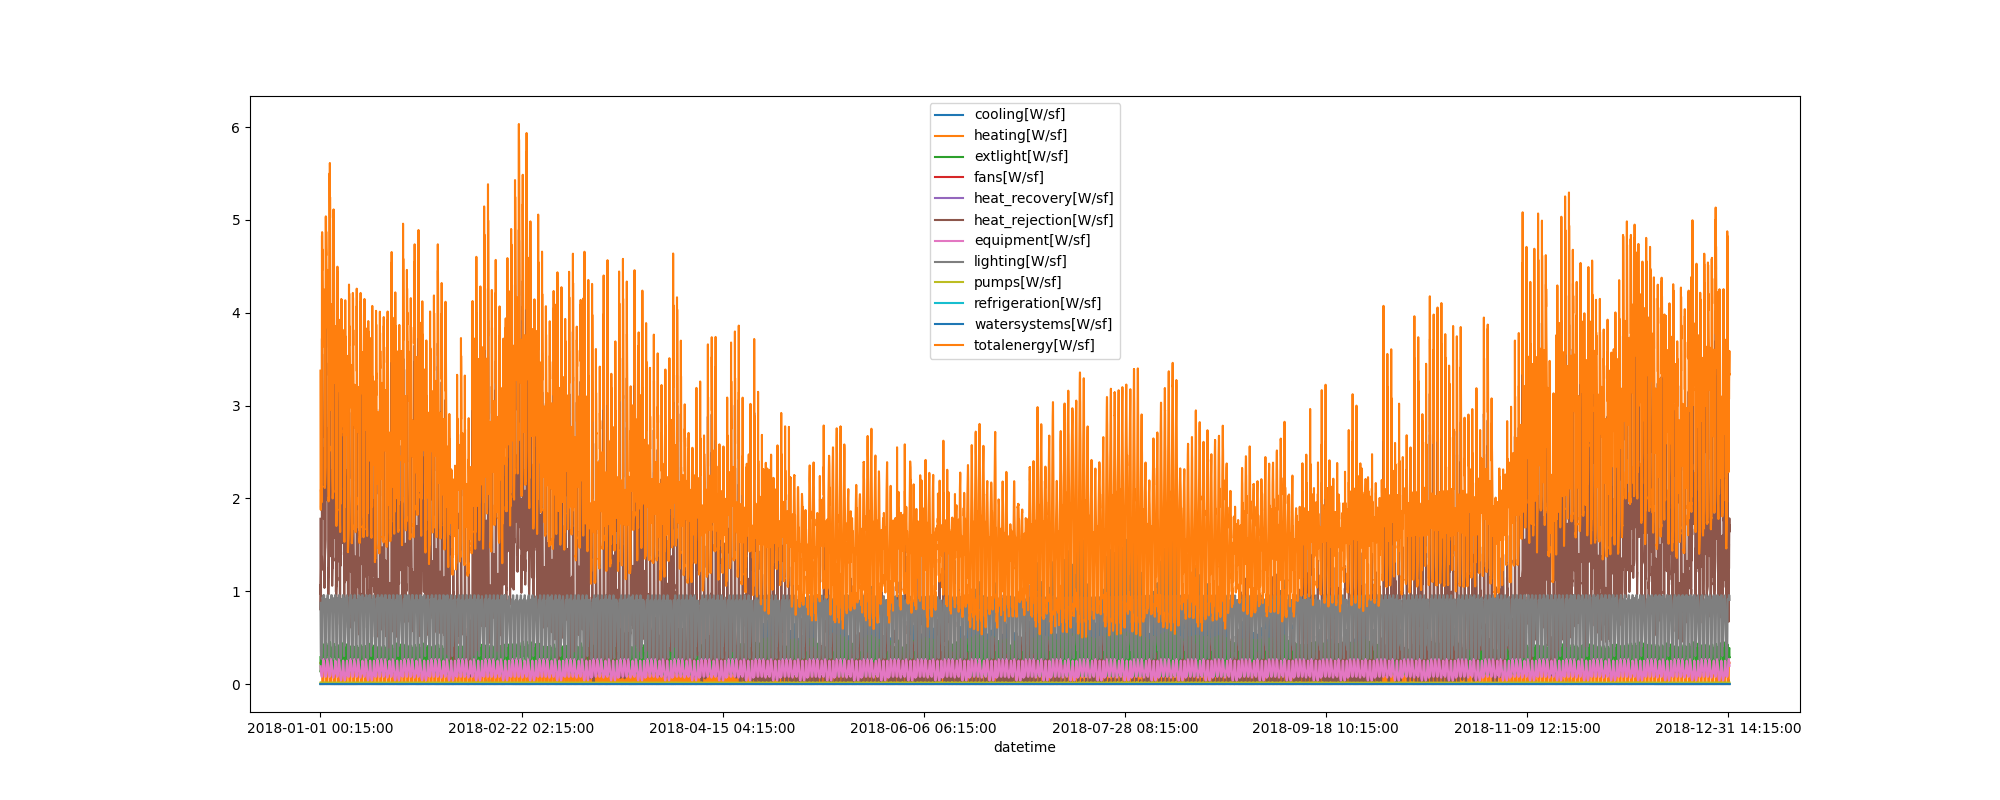 6
5
4
3
2
1
0
cooling[W/sf]
heating[W/sf]
extlight[W/sf]
fans[W/sf]
heat_recovery[W/sf]
heat_rejection[W/sf]
equipment[W/sf]
lighting[W/sf]
pumps[W/sf]
refrigeration[W/sf]
watersystems[W/sf]
totalenergy[W/sf]
2018-01-01 00:15:00 2018-02-22 02:15:00 2018-04-15 04:15:00 2018-06-06 06:15:00 2018-07-28 08:15:00 2018-09-18 10:15:00 2018-11-09 12:15:00 2018-12-31 14:15:00
datetime